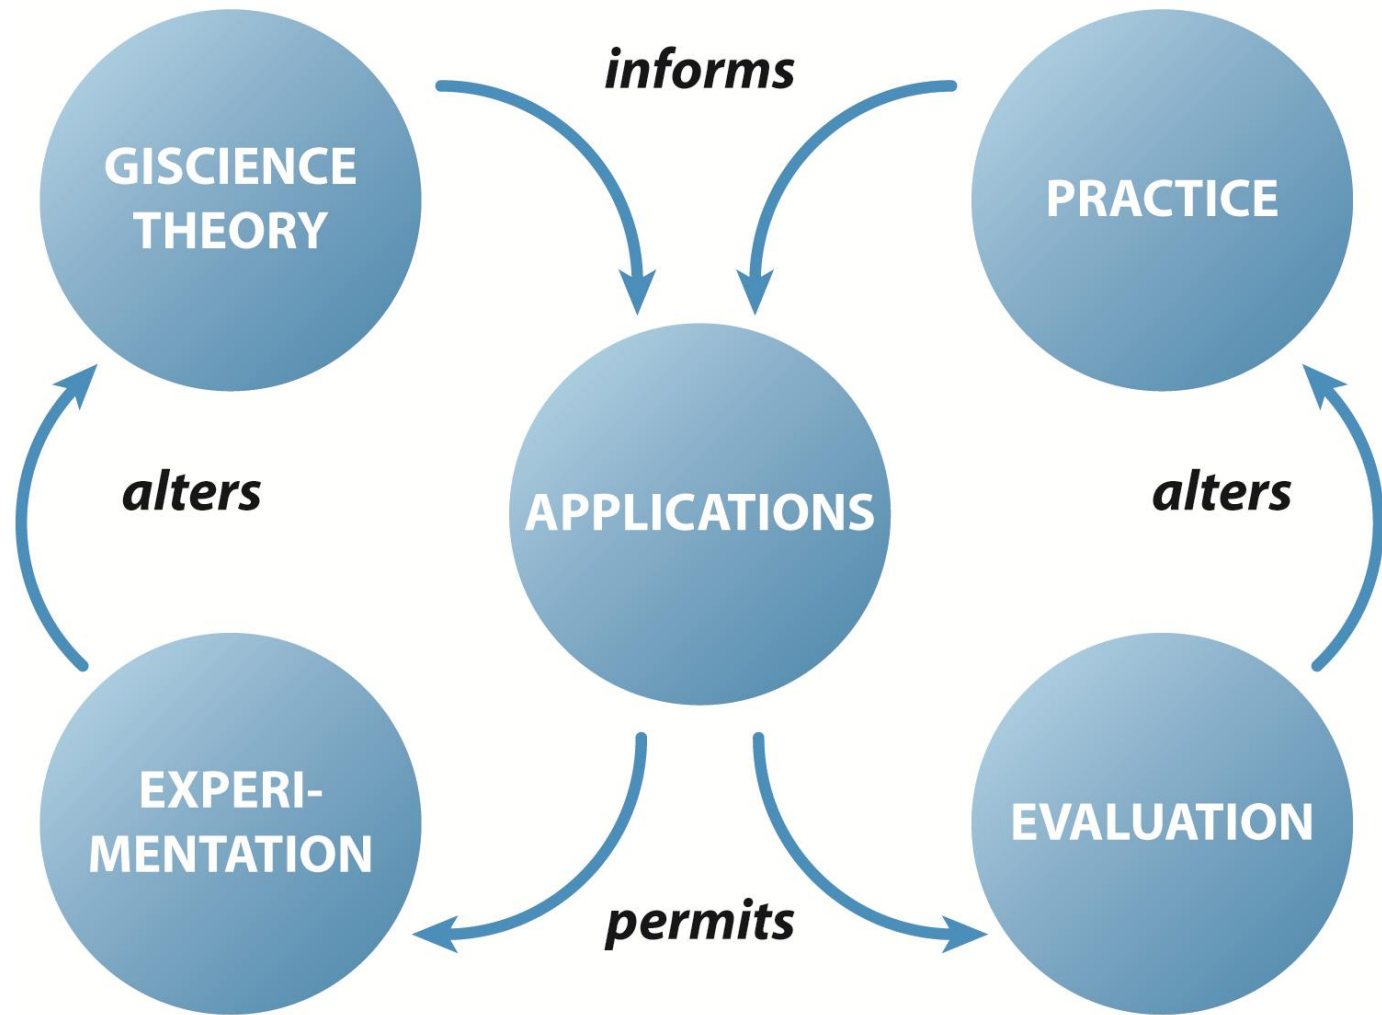 informs
GISCIENCE
THEORY
PRACTICE
alters
APPLICATIONS
alters
EXPERI-
MENTATION
EVALUATION
permits